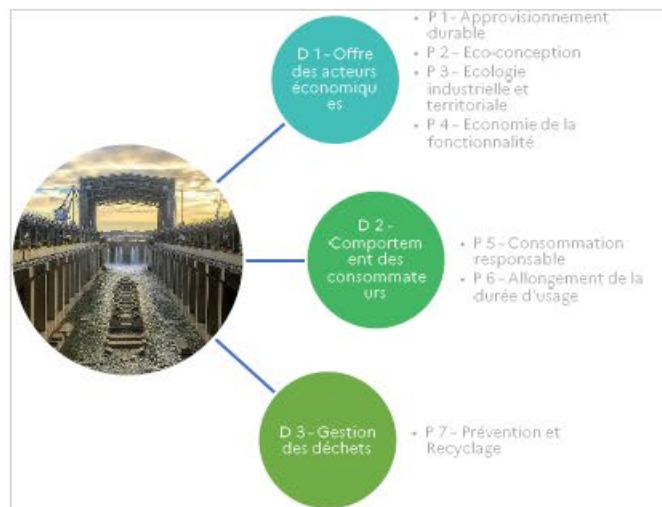 D 1 - Offre
des acteurs
économiqu
es
• P 1 - Approvisionnement
durable
• P 2 - Eco-conception
• P 3 - Ecologie
industrielle et
territoriale
• P 4 - Economie de la
fonctionnalité
D 2 -
Comportem
ent des
consommate
urs
• P 5 - Consommation
responsable
• P 6 - Allongement de la
durée d'usage
D 3 - Gestion
des déchets
• P 7 - Prévention et
Recyclage